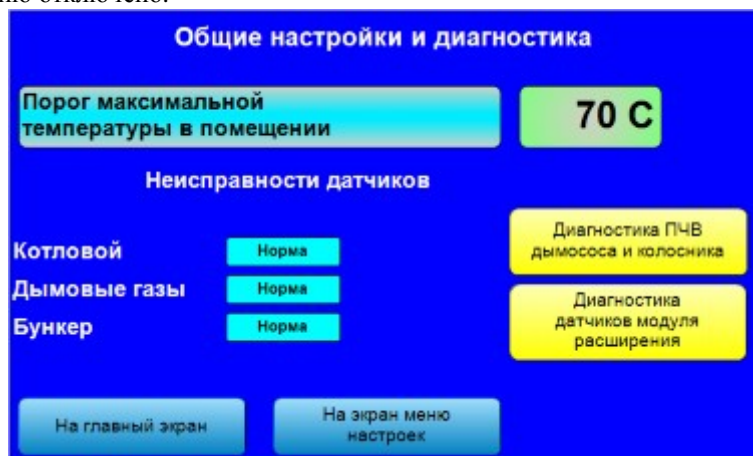 отключено.
Общие настройки и диагностика
Порог максимальной
температуры в помещении
70 C
Неисправности датчиков
Котловой
Норма
Дымовые газы
Норма
Бункер
Норма
Диагностика ПЧВ
дымососа и колосника
Диагностика
датчиков модуля
расширения
На главный экран
На экран меню
настроек